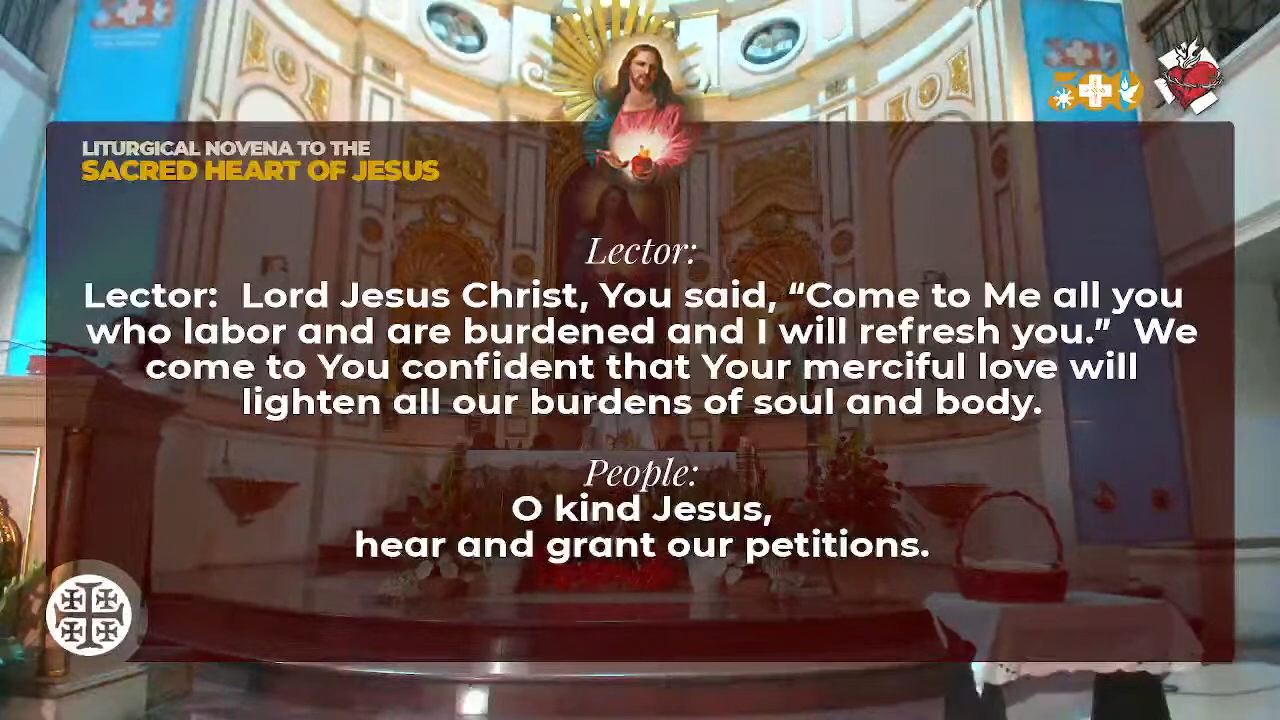 LITURGICAL NOVENA TO THE
SACRED HEART OF JESUS
500
Lector:
Lector:  Lord Jesus Christ, You said, “Come to Me all you
who labor and are burdened and I will refresh you.”  We
come to You confident that Your merciful love will
lighten all our burdens of soul and body.
People:
O kind Jesus,
hear and grant our petitions.